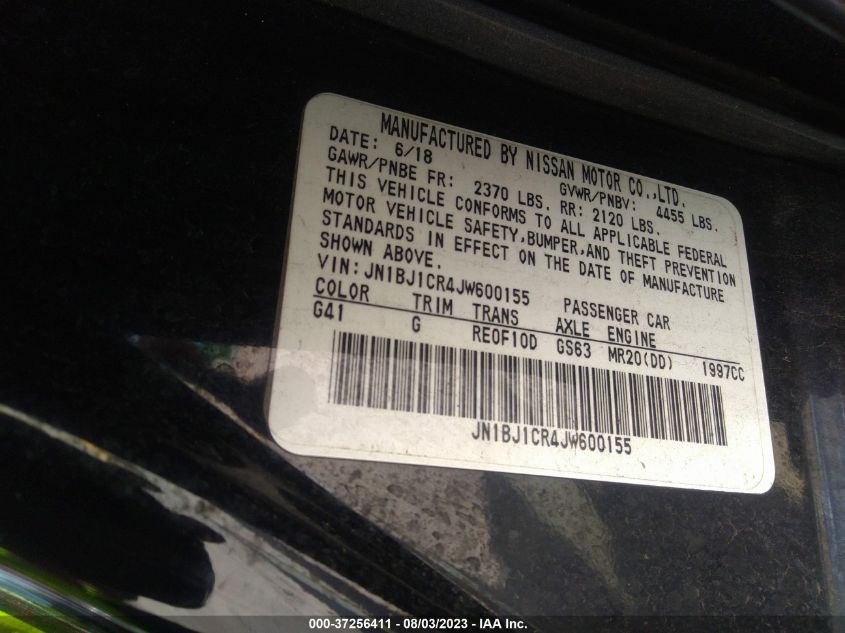 MANUFACTURED BY NISSAN MOTOR CO.,LTD.
DATE: 6/18 GVWR/PNBV: 4455 LBS.
GAWR/PNBE FR: 2370 LBS. RR: 2120 LBS.
THIS VEHICLE CONFORMS TO ALL APPLICABLE FEDERAL
MOTOR VEHICLE SAFETY,BUMPER,AND THEFT PREVENTION
STANDARDS IN EFFECT ON THE DATE OF MANUFACTURE
SHOWN ABOVE.
VIN:JN1BJ1CR4JW600155 PASSENGER CAR
COLOR TRIM TRANS AXLE ENGINE
G41 G RE0F10D GS63 MR20(DD) 1997CC
JN1BJ1CR4JW600155
000-37256411 - 08/03/2023 - IAA Inc.